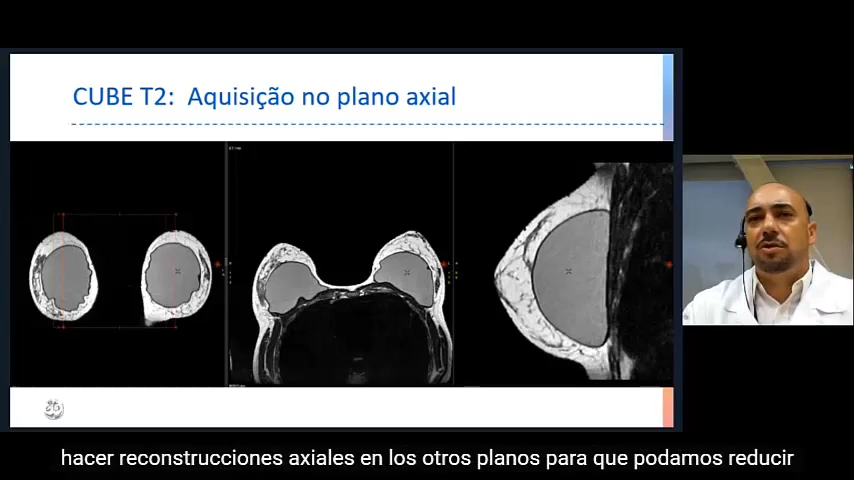 CUBE T2: Aquisição no plano axial
hacer reconstrucciones axiales en los otros planos para que podamos reducir